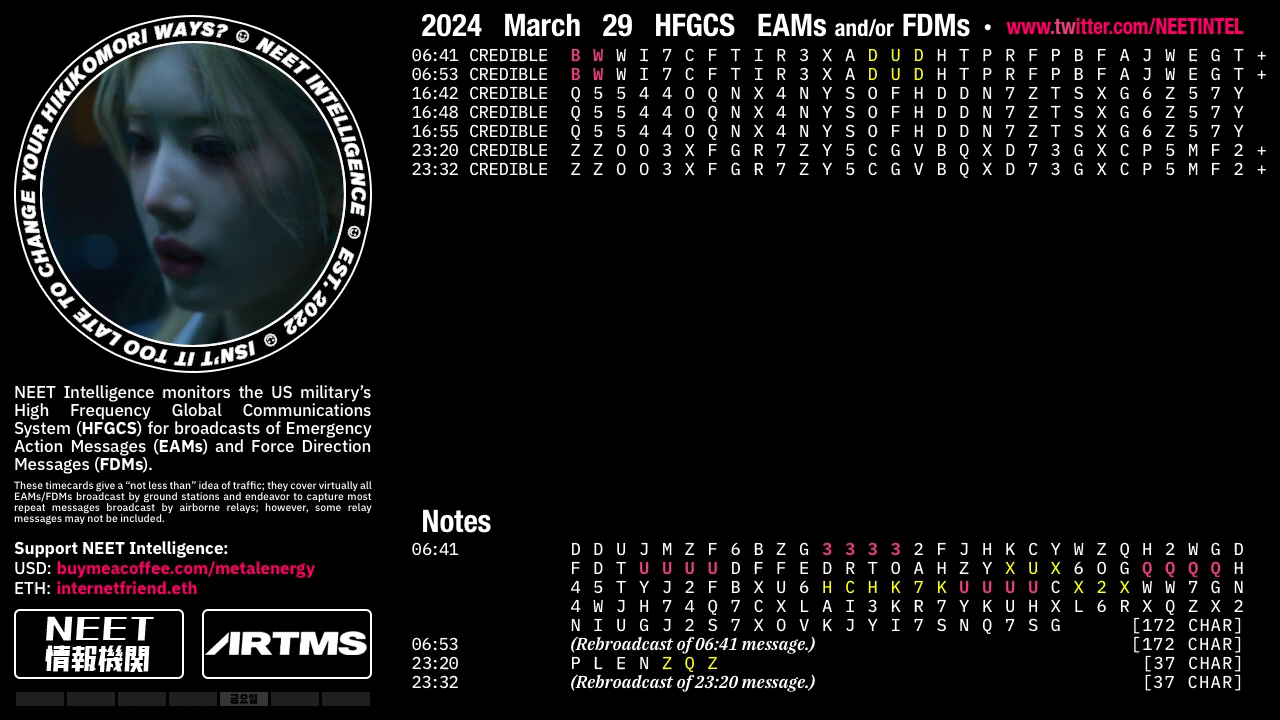 NEET INTELLIGENCE ☺ EST. 2022 ☺ ISN'T IT TOO LATE TO CHANGE YOUR HIKIKOMORI WAYS? ☺
NEET Intelligence monitors the US military's
High Frequency Global Communications
System (HFGCS) for broadcasts of Emergency
Action Messages (EAMs) and Force Direction
Messages (FDMs).
These timecards give a “not less than” idea of traffic; they cover virtually all
EAMs/FDMs broadcast by ground stations and endeavor to capture most
repeat messages broadcast by airborne relays; however, some relay
messages may not be included.
Support NEET Intelligence:
USD: buymeacoffee.com/metalenergy
ETH: internetfriend.eth
NEET
情報機関
ARTMS
금요일
2024 March 29 HFGCS EAMs and/or FDMs • www.twitter.com/NEETINTEL
06:41 CREDIBLE B W W I 7 C F T I R 3 X A D U D H T P R F P B F A J W E G T +
06:53 CREDIBLE B W W I 7 C F T I R 3 X A D U D H T P R F P B F A J W E G T +
16:42 CREDIBLE Q 5 5 4 4 O Q N X 4 N Y S O F H D D N 7 Z T S X G 6 Z 5 7 Y
16:48 CREDIBLE Q 5 5 4 4 O Q N X 4 N Y S O F H D D N 7 Z T S X G 6 Z 5 7 Y
16:55 CREDIBLE Q 5 5 4 4 O Q N X 4 N Y S O F H D D N 7 Z T S X G 6 Z 5 7 Y
23:20 CREDIBLE Z Z O O 3 X F G R 7 Z Y 5 C G V B Q X D 7 3 G X C P 5 M F 2 +
23:32 CREDIBLE Z Z O O 3 X F G R 7 Z Y 5 C G V B Q X D 7 3 G X C P 5 M F 2 +
Notes
06:41 D D U J M Z F 6 B Z G 3 3 3 3 2 F J H K C Y W Z Q H 2 W G D
F D T U U U U D F F E D R T O A H Z Y X U X 6 O G Q Q Q Q H
4 5 T Y J 2 F B X U 6 H C H K 7 K U U U U C X 2 X W W 7 G N
4 W J H 7 4 Q 7 C X L A I 3 K R 7 Y K U H X L 6 R X Q Z X 2
N I U G J 2 S 7 X O V K J Y I 7 S N Q 7 S G [172 CHAR]
06:53 (Rebroadcast of 06:41 message.) [172 CHAR]
23:20 P L E N Z Q Z [37 CHAR]
23:32 (Rebroadcast of 23:20 message.) [37 CHAR]